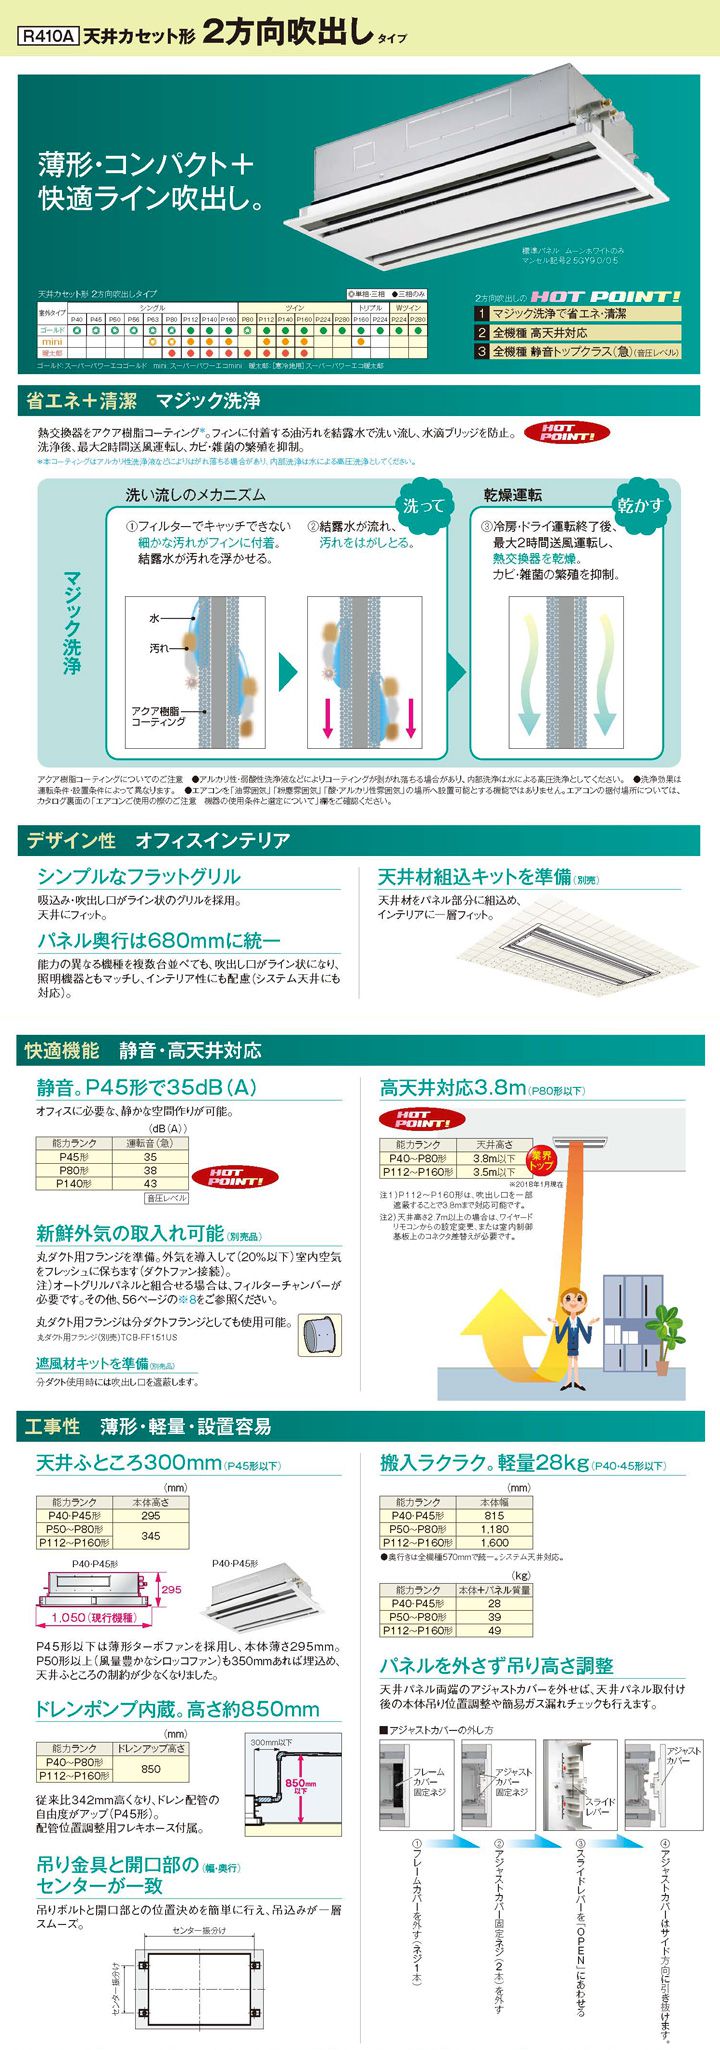 R410A 天井カセット形 2方向吹出しタイプ
薄形・コンパクト＋
快適ライン吹出し。
標準パネル ムーンホワイトのみ
マンセル記号2.5GY9.0/0.5
天井カセット形 2方向吹出しタイプ
◎単相・三相 ●三相のみ
室外タイプ シングル ツイン トリプル Wツイン
P40 P45 P50 P56 P63 P80 P112 P140 P160 P80 P112 P140 P160 P224 P280 P160 P224 P224 P280
ゴールド
mini
暖太郎
ゴールド：スーパーパワーエコゴールド mini：スーパーパワーエコmini 暖太郎：[寒冷地用]スーパーパワーエコ暖太郎
2方向吹出しの HOT POINT!
1 マジック洗浄で省エネ・清潔
2 全機種 高天井対応
3 全機種 静音トップクラス（急）（音圧レベル）
省エネ＋清潔 マジック洗浄
熱交換器をアクア樹脂コーティング*。フィンに付着する油汚れを結露水で洗い流し、水滴ブリッジを防止。
洗浄後、最大2時間送風運転し、カビ・雑菌の繁殖を抑制。
HOT POINT!
*本コーティングはアルカリ性洗浄液などによりはがれ落ちる場合があり、内部洗浄は水による高圧洗浄としてください。
マジック洗浄
洗い流しのメカニズム
洗って
①フィルターでキャッチできない
細かな汚れがフィンに付着。
結露水が汚れを浮かせる。
②結露水が流れ、
汚れをはがしとる。
水
汚れ
アクア樹脂
コーティング
乾燥運転
乾かす
③冷房・ドライ運転終了後、
最大2時間送風運転し、
熱交換器を乾燥。
カビ・雑菌の繁殖を抑制。
アクア樹脂コーティングについてのご注意 ●アルカリ性・弱酸性洗浄液などによりコーティングが剥がれ落ちる場合があり、内部洗浄は水による高圧洗浄としてください。 ●洗浄効果は
運転条件・設置条件によって異なります。 ●エアコンを「油雰囲気」「粉塵雰囲気」「酸・アルカリ性雰囲気」の場所へ設置可能とする機能ではありません。エアコンの据付場所については、
カタログ裏面の「エアコンご使用の際のご注意 機器の使用条件と選定について」欄をご確認ください。
デザイン性 オフィスインテリア
シンプルなフラットグリル
吸込み・吹出し口がライン状のグリルを採用。
天井にフィット。
パネル奥行は680mmに統一
能力の異なる機種を複数台並べても、吹出し口がライン状になり、
照明機器ともマッチし、インテリア性にも配慮（システム天井にも
対応）。
天井材組込キットを準備（別売）
天井材をパネル部分に組込め、
インテリアに一層フィット。
快適機能 静音・高天井対応
静音。P45形で35dB（A）
オフィスに必要な、静かな空間作りが可能。
（dB（A））
能力ランク 運転音（急）
P45形 35
P80形 38
P140形 43
音圧レベル
HOT POINT!
新鮮外気の取入れ可能（別売品）
丸ダクト用フランジを準備。外気を導入して（20%以下）室内空気
をフレッシュに保ちます（ダクトファン接続）。
注）オートグリルパネルと組合せる場合は、フィルターチャンバーが
必要です。その他、56ページの※8をご参照ください。
丸ダクト用フランジは分ダクトフランジとしても使用可能。
丸ダクト用フランジ（別売）TCB-FF151US
遮風材キットを準備（別売品）
分ダクト使用時には吹出し口を遮蔽します。
高天井対応3.8m（P80形以下）
HOT POINT!
能力ランク 天井高さ
P40～P80形 3.8m以下
P112～P160形 3.5m以下
業界
トップ
※2018年1月現在
注1）P112～P160形は、吹出し口を一部
遮蔽することで3.8mまで対応可能です。
注2）天井高さ2.7m以上の場合は、ワイヤード
リモコンからの設定変更、または室内制御
基板上のコネクタ差替えが必要です。
工事性 薄形・軽量・設置容易
天井ふところ300mm（P45形以下）
（mm）
能力ランク 本体高さ
P40・P45形 295
P50～P80形 345
P112～P160形
P40・P45形
295
1,050（現行機種）
P40・P45形
P45形以下は薄形ターボファンを採用し、本体薄さ295mm。
P50形以上（風量豊かなシロッコファン）も350mmあれば埋込め、
天井ふところの制約が少なくなりました。
ドレンポンプ内蔵。高さ約850mm
（mm）
能力ランク ドレンアップ高さ
P40～P80形 850
P112～P160形
300mm以下
850mm
以下
従来比342mm高くなり、ドレン配管の
自由度がアップ（P45形）。
配管位置調整用フレキホース付属。
吊り金具と開口部の（幅・奥行）
センターが一致
吊りボルトと開口部との位置決めを簡単に行え、吊込みが一層
スムーズ。
センター振分け
センター振分け
搬入ラクラク。軽量28kg（P40・45形以下）
（mm）
能力ランク 本体幅
P40・P45形 815
P50～P80形 1,180
P112～P160形 1,600
●奥行きは全機種570mmで統一。システム天井対応。
（kg）
能力ランク 本体＋パネル質量
P40・P45形 28
P50～P80形 39
P112～P160形 49
パネルを外さず吊り高さ調整
天井パネル両端のアジャストカバーを外せば、天井パネル取付け
後の本体吊り位置調整や簡易ガス漏れチェックも行えます。
■アジャストカバーの外し方
フレーム
カバー
固定ネジ
アジャスト
カバー
固定ネジ
スライド
レバー
アジャスト
カバー
①フレームカバーを外す（ネジ1本）
②アジャストカバー固定ネジ（2本）を外す
③スライドレバーを「OPEN」にあわせる
④アジャストカバーはサイド方向に引き抜けます。